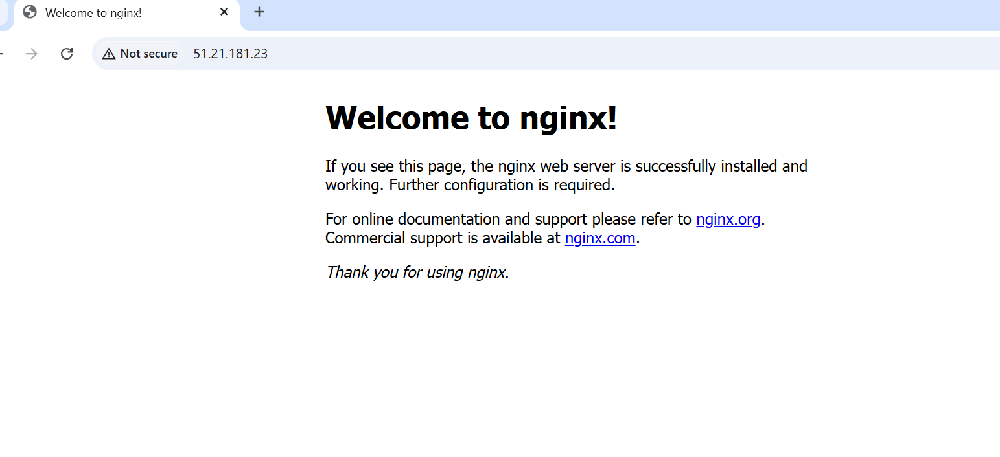 Welcome to nginx!
Not secure
51.21.181.23
Welcome to nginx!
If you see this page, the nginx web server is successfully installed and
working. Further configuration is required.
For online documentation and support please refer to nginx.org.
Commercial support is available at nginx.com.
Thank you for using nginx.